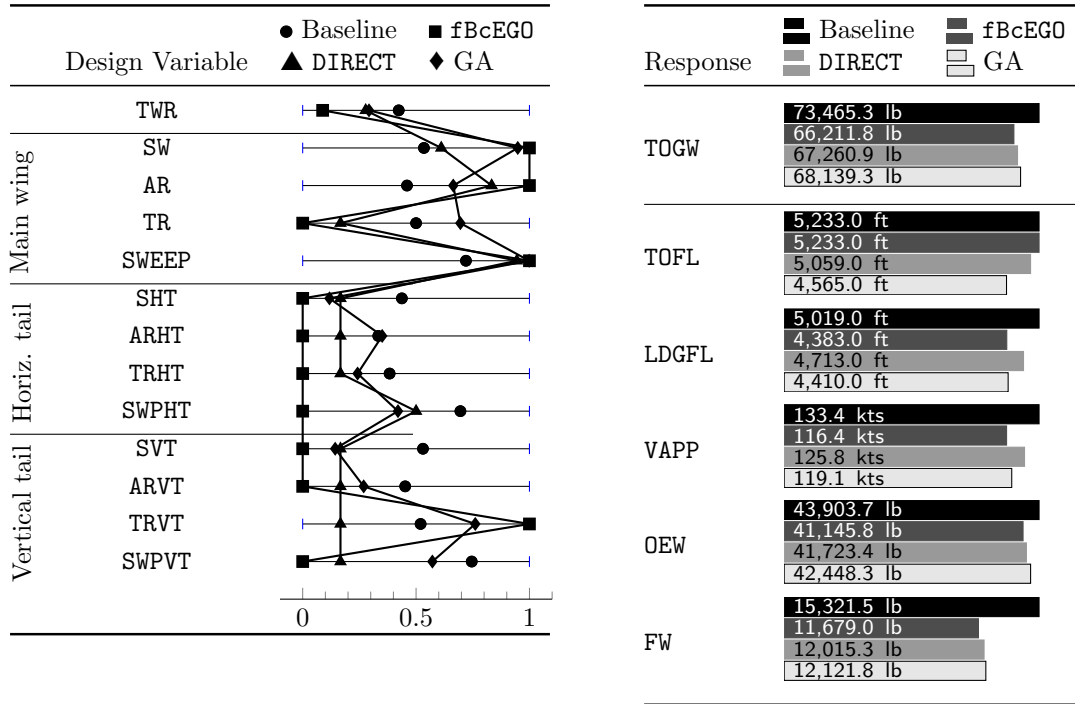 Design Variable
Baseline fBcEGO
DIRECT GA
TWR
Main wing
SW
AR
TR
SWEEP
Horiz. tail
SHT
ARHT
TRHT
SWPHT
Vertical tail
SVT
ARVT
TRVT
SWPVT
0 0.5 1
Response
Baseline fBcEGO
DIRECT GA
TOGW
73,465.3 lb
66,211.8 lb
67,260.9 lb
68,139.3 lb
TOFL
5,233.0 ft
5,233.0 ft
5,059.0 ft
4,565.0 ft
LDGFL
5,019.0 ft
4,383.0 ft
4,713.0 ft
4,410.0 ft
VAPP
133.4 kts
116.4 kts
125.8 kts
119.1 kts
OEW
43,903.7 lb
41,145.8 lb
41,723.4 lb
42,448.3 lb
FW
15,321.5 lb
11,679.0 lb
12,015.3 lb
12,121.8 lb